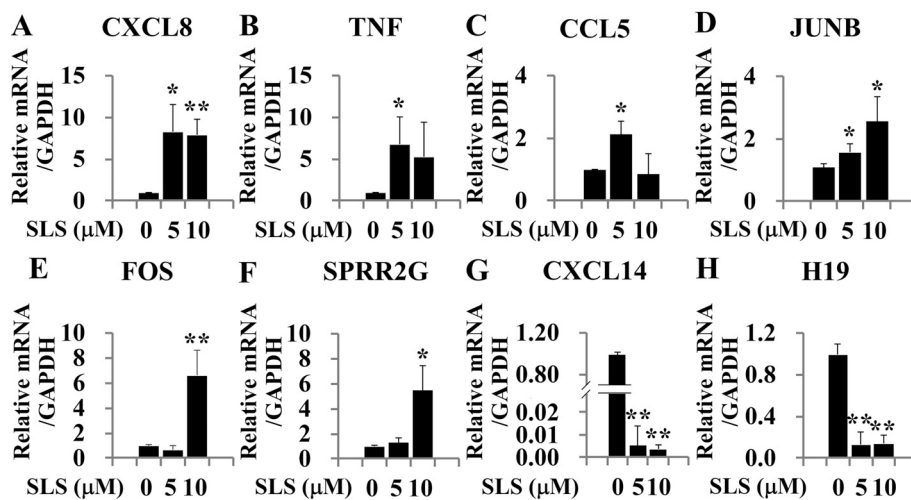 A CXCL8
Relative mRNA
/GAPDH
15
10
5
0
* **
SLS (μM) 0 5 10
B TNF
Relative mRNA
/GAPDH
15
10
5
0
*
0 5 10
C CCL5
Relative mRNA
/GAPDH
4
2
0
*
SLS (μM) 0 5 10
D JUNB
Relative mRNA
/GAPDH
4
2
0
* *
SLS (μM) 0 5 10
E FOS
Relative mRNA
/GAPDH
10
8
6
4
2
0
**
SLS (μM) 0 5 10
F SPRR2G
Relative mRNA
/GAPDH
10
8
6
4
2
0
*
0 5 10
G CXCL14
Relative mRNA
/GAPDH
1.20
0.80
0.02
0.01
0.00
** **
SLS (μM) 0 5 10
H H19
Relative mRNA
/GAPDH
1.2
0.8
0.4
0.0
** **
SLS (μM) 0 5 10